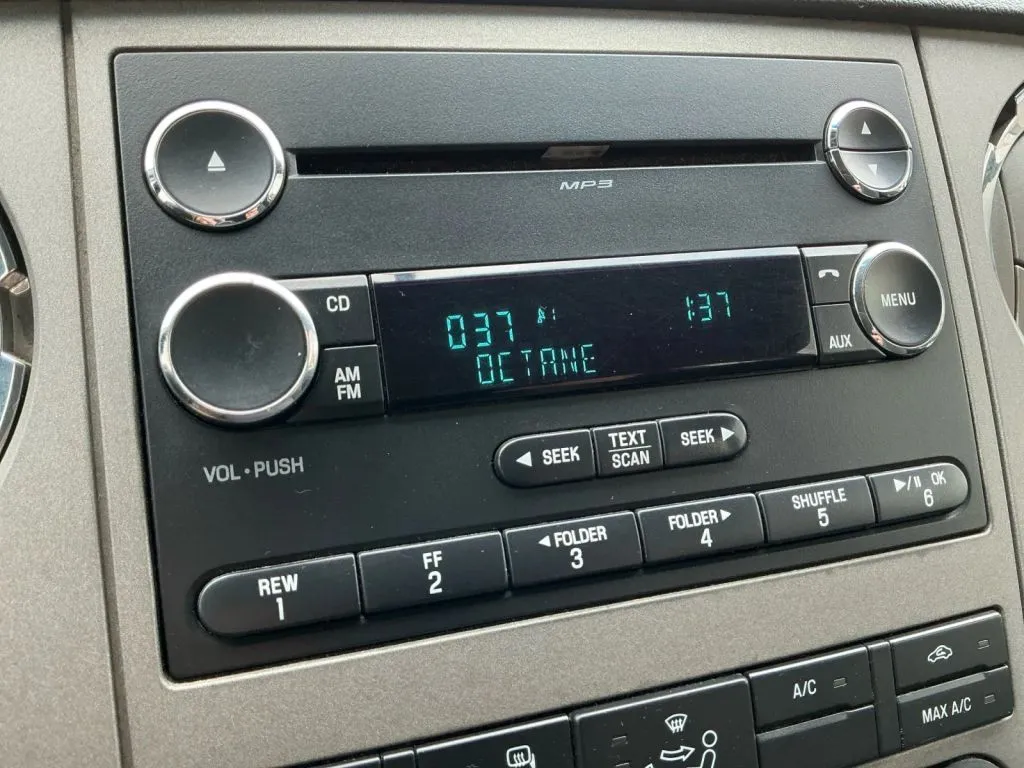 MP3
CD
AM
FM
037 1
1:37
OCTANE
MENU
AUX
VOL • PUSH
◀ SEEK
TEXT
SCAN
SEEK ▶
REW
1
FF
2
◀ FOLDER
3
FOLDER ▶
4
SHUFFLE
5
▶/II OK
6
A/C
MAX A/C